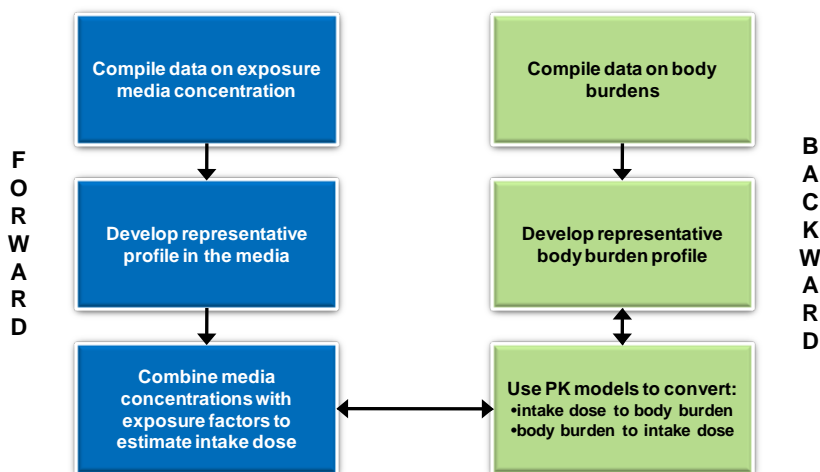 FORWARD
Compile data on exposure
media concentration
Develop representative
profile in the media
Combine media
concentrations with
exposure factors to
estimate intake dose
Compile data on body
burdens
Develop representative
body burden profile
Use PK models to convert:
•intake dose to body burden
•body burden to intake dose
BACKWARD